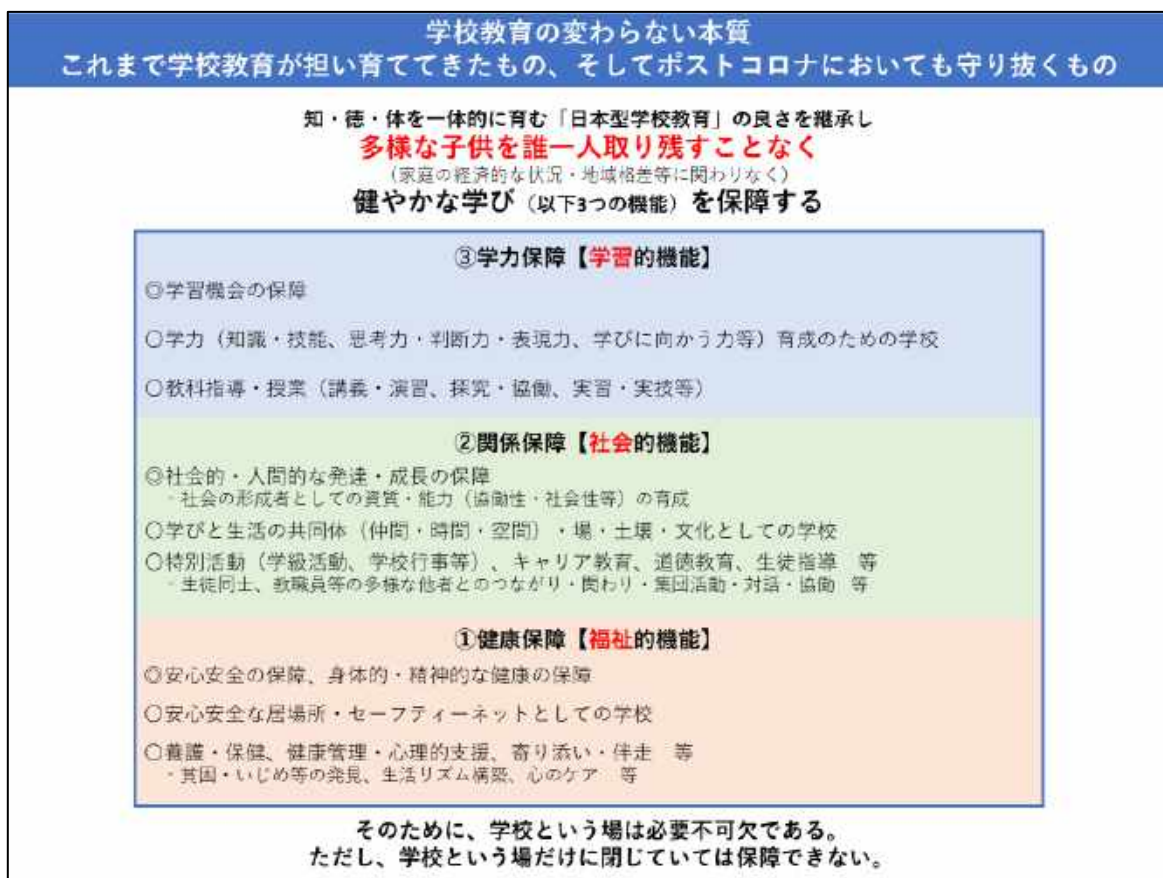 学校教育の変わらない本質
これまで学校教育が担い育ててきたもの、そしてポストコロナにおいても守り抜くもの
知・徳・体を一体的に育む「日本型学校教育」の良さを継承し
多様な子供を誰一人取り残すことなく
(家庭の経済的な状況・地域格差等に関わりなく)
健やかな学び(以下3つの機能)を保障する
③学力保障【学習的機能】
◎学習機会の保障
○学力(知識・技能、思考力・判断力・表現力、学びに向かう力等)育成のための学校
○教科指導・授業(講義・演習、探究・協働、実習・実技等)
②関係保障【社会的機能】
◎社会的・人間的な発達・成長の保障
・社会の形成者としての資質・能力(協働性・社会性等)の育成
○学びと生活の共同体(仲間・時間・空間)・場・土壌・文化としての学校
○特別活動(学級活動、学校行事等)、キャリア教育、道徳教育、生徒指導 等
・生徒同士、教職員等の多様な他者とのつながり・関わり・集団活動・対話・協働 等
①健康保障【福祉的機能】
◎安心安全の保障、身体的・精神的な健康の保障
○安心安全な居場所・セーフティーネットとしての学校
○養護・保健、健康管理・心理的支援、寄り添い・伴走 等
・貧困・いじめ等の発見、生活リズム構築、心のケア 等
そのために、学校という場は必要不可欠である。
ただし、学校という場だけに閉じていては保障できない。